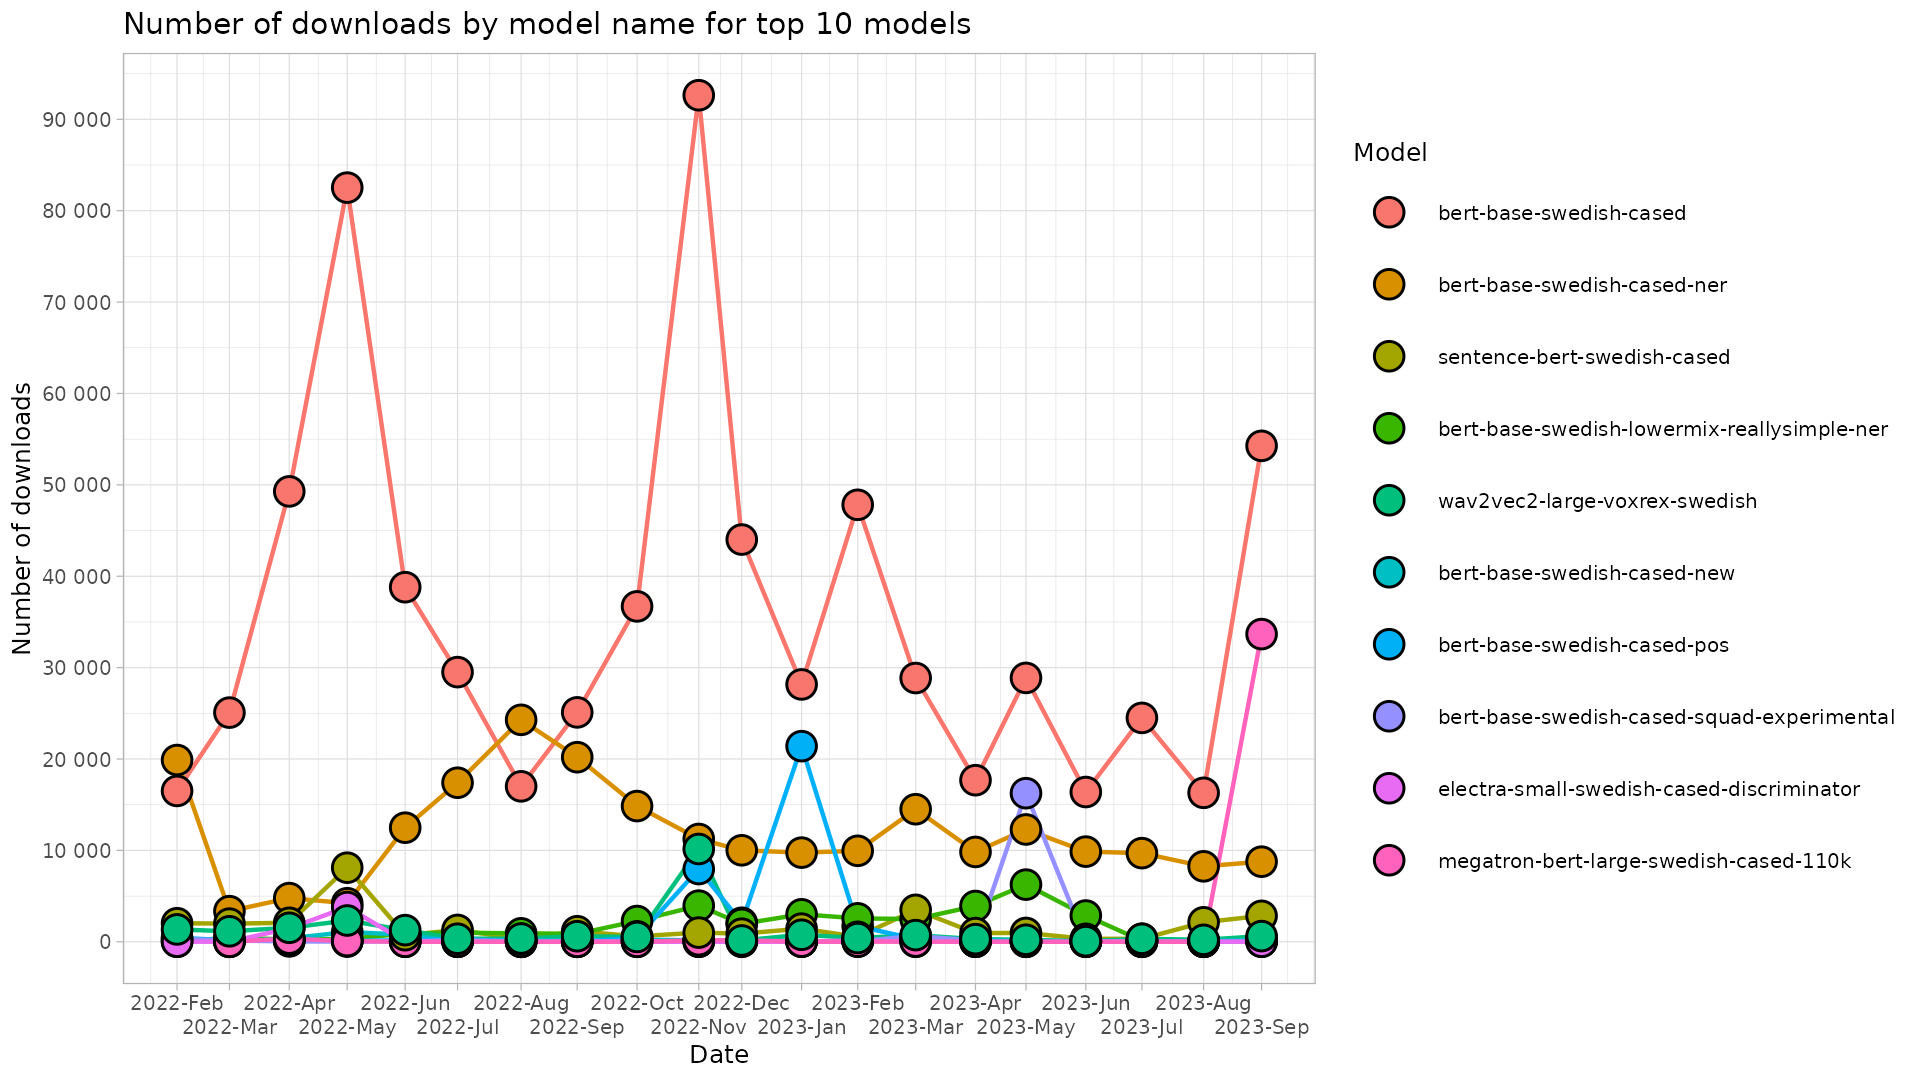 Number of downloads by model name for top 10 models
Number of downloads
90 000
80 000
70 000
60 000
50 000
40 000
30 000
20 000
10 000
0
2022-Feb 2022-Apr 2022-Jun 2022-Aug 2022-Oct 2022-Dec 2023-Feb 2023-Apr 2023-Jun 2023-Aug
2022-Mar 2022-May 2022-Jul 2022-Sep 2022-Nov 2023-Jan 2023-Mar 2023-May 2023-Jul 2023-Sep
Date
Model
bert-base-swedish-cased
bert-base-swedish-cased-ner
sentence-bert-swedish-cased
bert-base-swedish-lowermix-reallysimple-ner
wav2vec2-large-voxrex-swedish
bert-base-swedish-cased-new
bert-base-swedish-cased-pos
bert-base-swedish-cased-squad-experimental
electra-small-swedish-cased-discriminator
megatron-bert-large-swedish-cased-110k